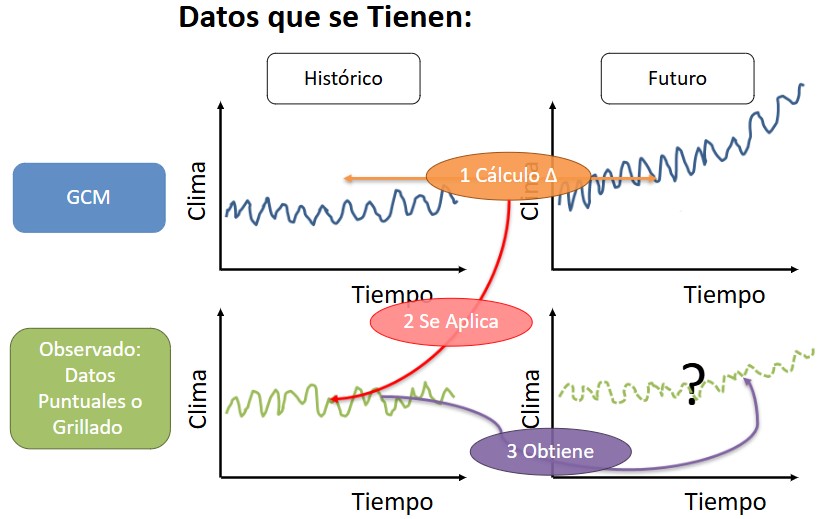 Datos que se Tienen:
Histórico
Futuro
GCM
Clima
1 Cálculo Δ
Clima
Tiempo
Tiempo
Observado:
Datos
Puntuales o
Grillado
Clima
2 Se Aplica
Clima
?
3 Obtiene
Tiempo
Tiempo